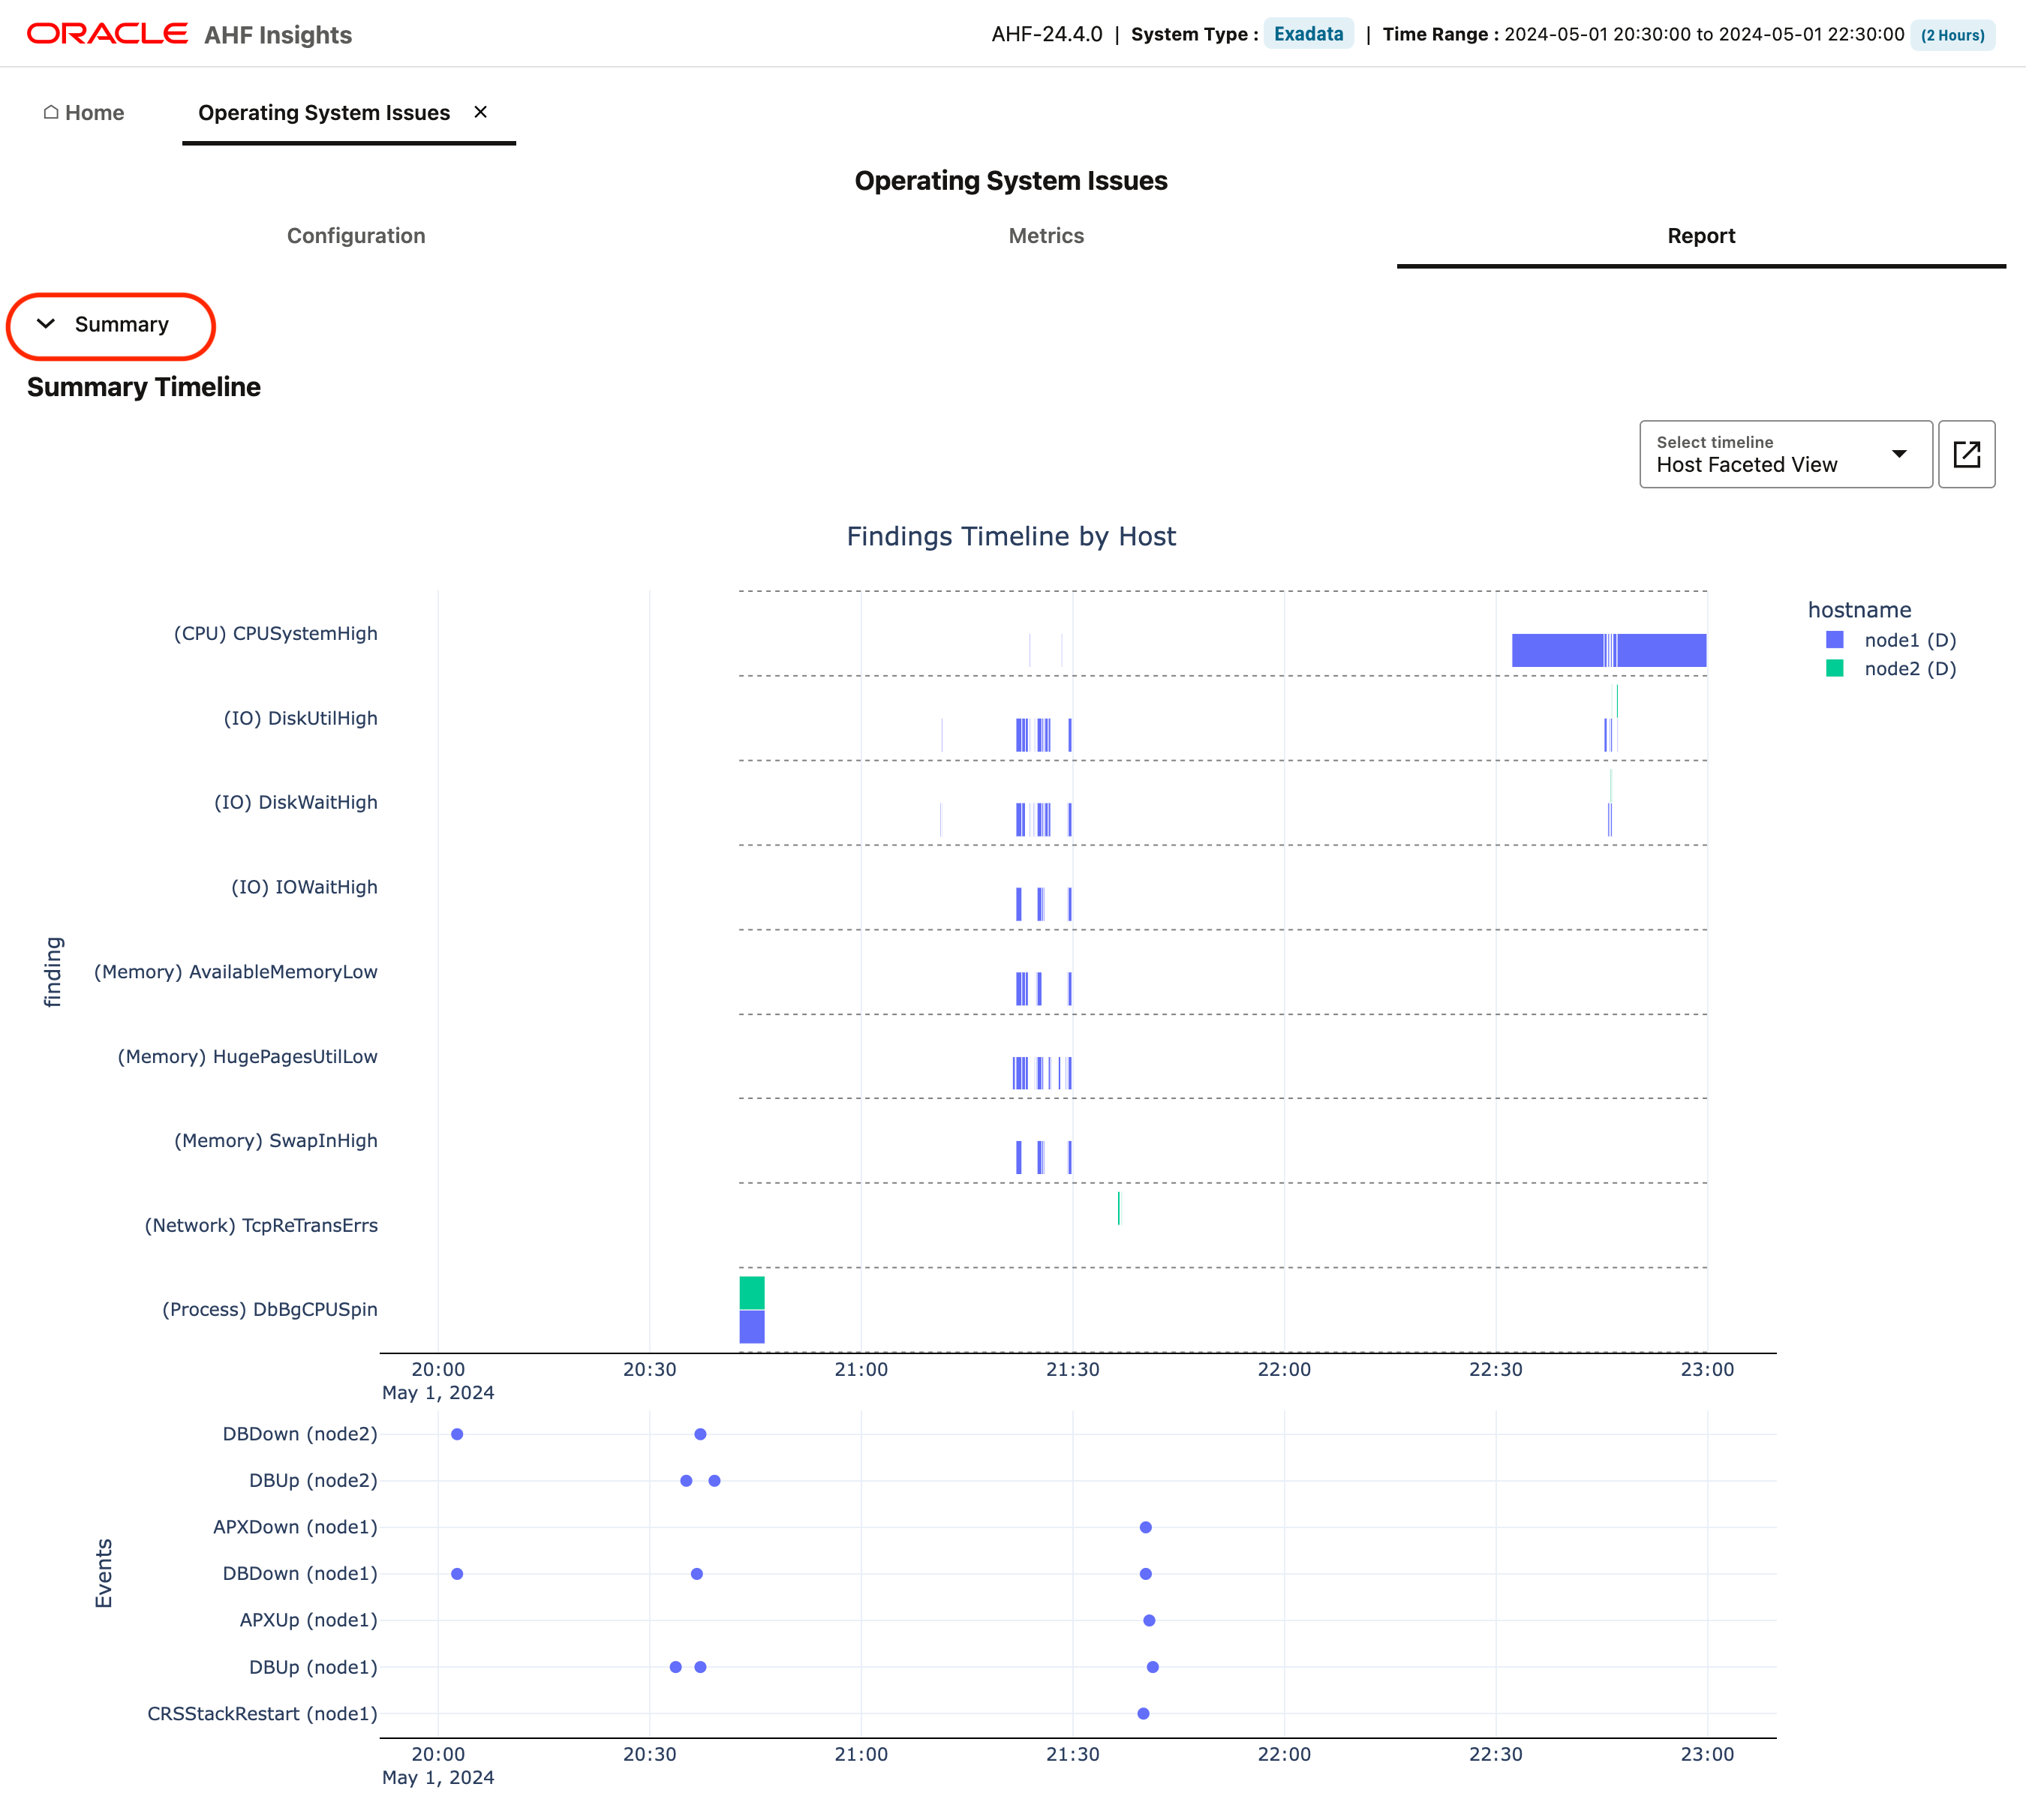 ORACLE AHF Insights AHF-24.4.0 | System Type : Exadata | Time Range : 2024-05-01 20:30:00 to 2024-05-01 22:30:00 (2 Hours)
Home Operating System Issues ✕
Operating System Issues
Configuration Metrics Report
Summary
Summary Timeline
Select timeline
Host Faceted View
Findings Timeline by Host
hostname
node1 (D)
node2 (D)
finding
(CPU) CPUSystemHigh
(IO) DiskUtilHigh
(IO) DiskWaitHigh
(IO) IOWaitHigh
(Memory) AvailableMemoryLow
(Memory) HugePagesUtilLow
(Memory) SwapInHigh
(Network) TcpReTransErrs
(Process) DbBgCPUSpin
20:00 20:30 21:00 21:30 22:00 22:30 23:00
May 1, 2024
Events
DBDown (node2)
DBUp (node2)
APXDown (node1)
DBDown (node1)
APXUp (node1)
DBUp (node1)
CRSStackRestart (node1)
20:00 20:30 21:00 21:30 22:00 22:30 23:00
May 1, 2024